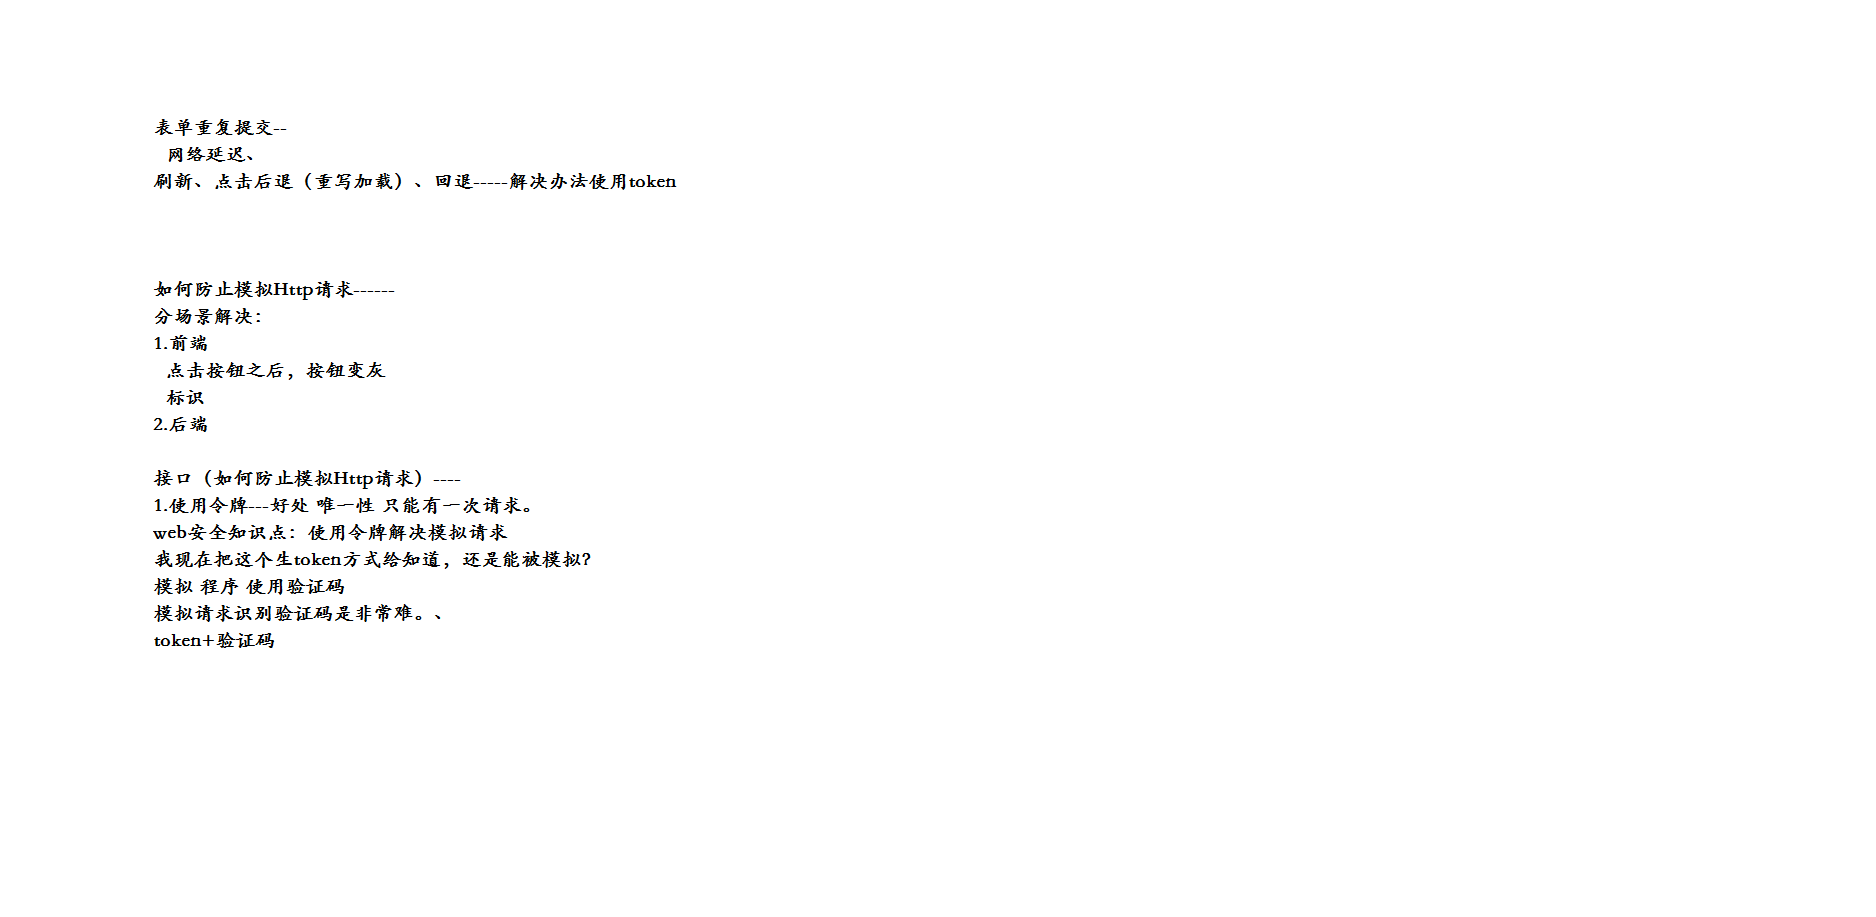 表单重复提交--
网络延迟、
刷新、点击后退（重写加载）、回退-----解决办法使用token
如何防止模拟Http请求------
分场景解决：
1.前端
点击按钮之后，按钮变灰
标识
2.后端
接口（如何防止模拟Http请求）----
1.使用令牌---好处 唯一性 只能有一次请求。
web安全知识点：使用令牌解决模拟请求
我现在把这个生token方式给知道，还是能被模拟？
模拟 程序 使用验证码
模拟请求识别验证码是非常难。、
token+验证码